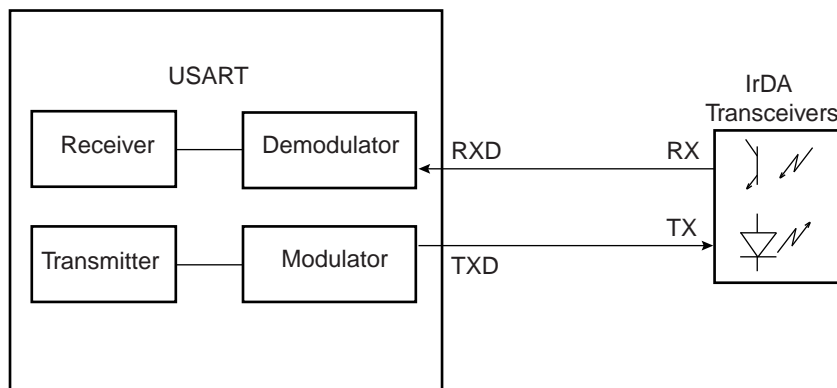 USART
IrDA
Transceivers
Receiver
Demodulator
RXD
RX
Transmitter
Modulator
TXD
TX